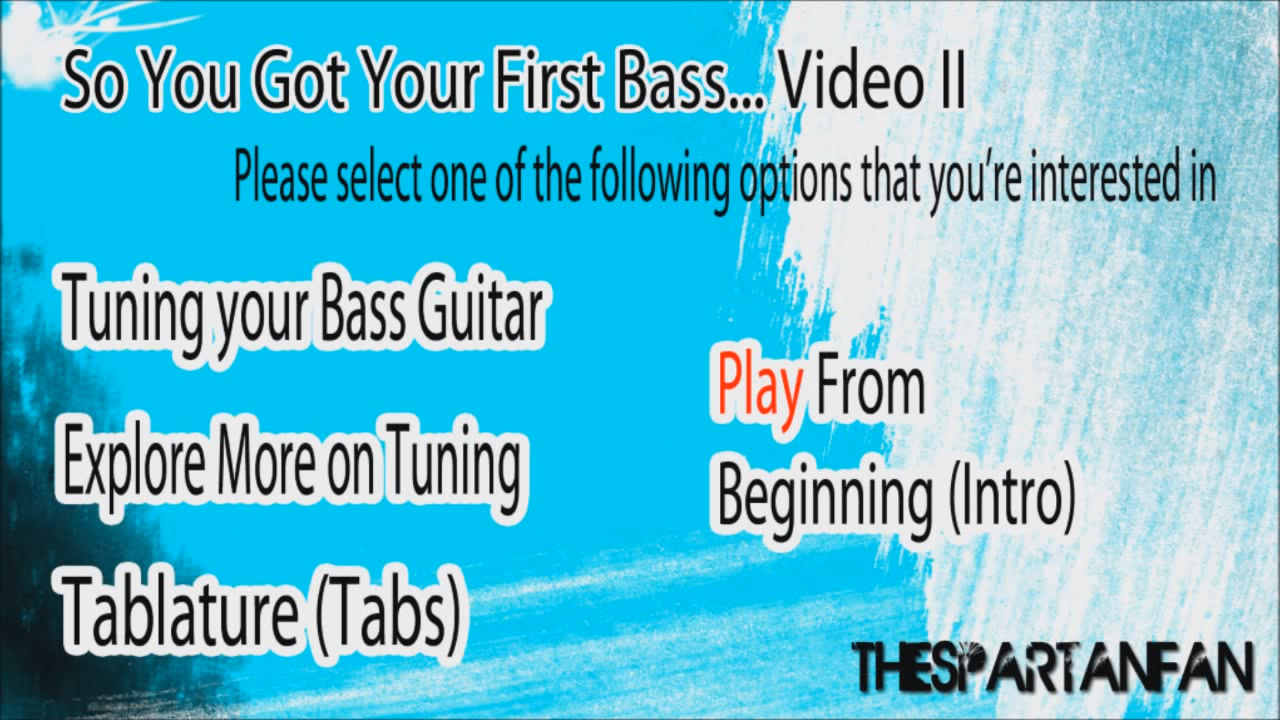 So You Got Your First Bass... Video II
Please select one of the following options that you're interested in
Tuning your Bass Guitar
Explore More on Tuning
Tablature (Tabs)
Play From
Beginning (Intro)
THESPARTANFAN